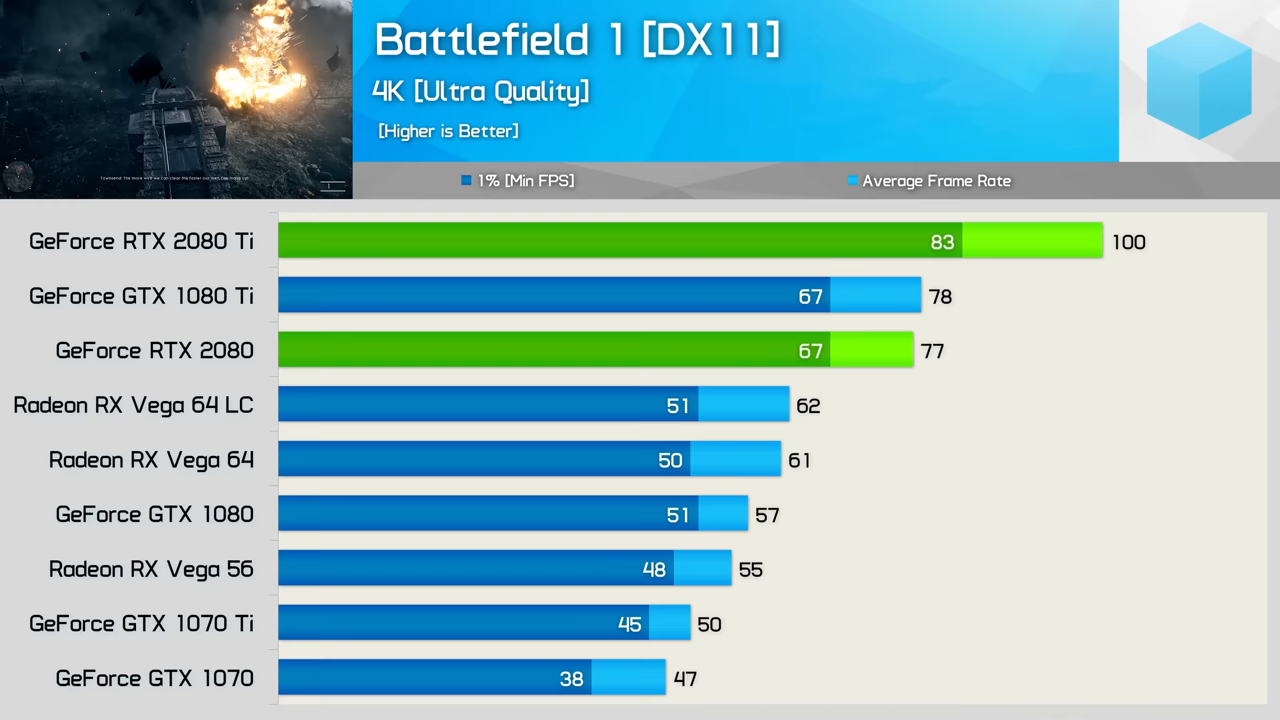 Battlefield 1 [DX11]
4K [Ultra Quality]
[Higher is Better]
1% [Min FPS]
Average Frame Rate
GeForce RTX 2080 Ti 83 100
GeForce GTX 1080 Ti 67 78
GeForce RTX 2080 67 77
Radeon RX Vega 64 LC 51 62
Radeon RX Vega 64 50 61
GeForce GTX 1080 51 57
Radeon RX Vega 56 48 55
GeForce GTX 1070 Ti 45 50
GeForce GTX 1070 38 47